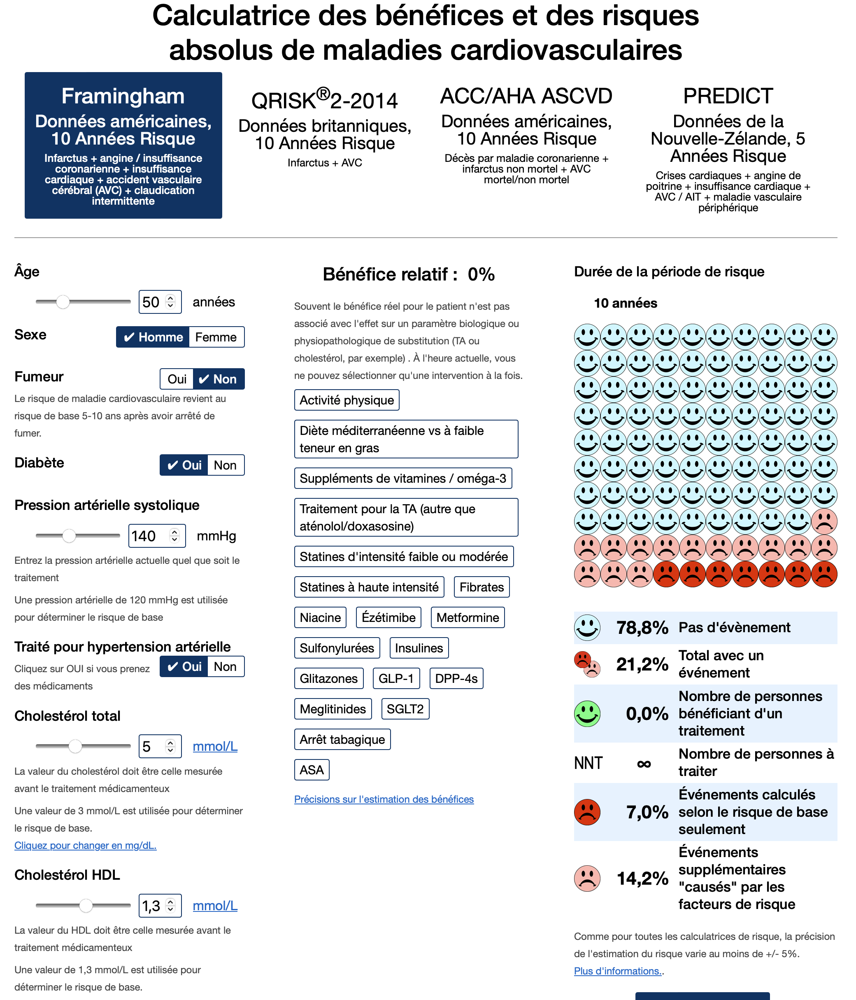 Calculatrice des bénéfices et des risques
absolus de maladies cardiovasculaires
Framingham
Données américaines,
10 Années Risque
Infarctus + angine / insuffisance
coronarienne + insuffisance
cardiaque + accident vasculaire
cérébral (AVC) + claudication
intermittente
QRISK®2-2014
Données britanniques,
10 Années Risque
Infarctus + AVC
ACC/AHA ASCVD
Données américaines,
10 Années Risque
Décès par maladie coronarienne +
infarctus non mortel + AVC
mortel/non mortel
PREDICT
Données de la
Nouvelle-Zélande, 5
Années Risque
Crises cardiaques + angine de
poitrine + insuffisance cardiaque +
AVC / AIT + maladie vasculaire
périphérique
Âge
50 années
Sexe ✔ Homme Femme
Fumeur Oui ✔ Non
Le risque de maladie cardiovasculaire revient au
risque de base 5-10 ans après avoir arrêté de
fumer.
Diabète ✔ Oui Non
Pression artérielle systolique
140 mmHg
Entrez la pression artérielle actuelle quel que soit le
traitement
Une pression artérielle de 120 mmHg est utilisée
pour déterminer le risque de base
Traité pour hypertension artérielle
Cliquez sur OUI si vous prenez
des médicaments
✔ Oui Non
Cholestérol total
5 mmol/L
La valeur du cholestérol doit être celle mesurée
avant le traitement médicamenteux
Une valeur de 3 mmol/L est utilisée pour déterminer
le risque de base.
Cliquez pour changer en mg/dL.
Cholestérol HDL
1,3 mmol/L
La valeur du HDL doit être celle mesurée avant le
traitement médicamenteux
Une valeur de 1,3 mmol/L est utilisée pour
déterminer le risque de base.
Bénéfice relatif : 0%
Souvent le bénéfice réel pour le patient n'est pas
associé avec l'effet sur un paramètre biologique ou
physiopathologique de substitution (TA ou
cholestérol, par exemple) . À l'heure actuelle, vous
ne pouvez sélectionner qu'une intervention à la fois.
Activité physique
Diète méditerranéenne vs à faible
teneur en gras
Suppléments de vitamines / oméga-3
Traitement pour la TA (autre que
aténolol/doxasosine)
Statines d'intensité faible ou modérée
Statines à haute intensité Fibrates
Niacine Ézétimibe Metformine
Sulfonylurées Insulines
Glitazones GLP-1 DPP-4s
Meglitinides SGLT2
Arrêt tabagique
ASA
Précisions sur l'estimation des bénéfices
Durée de la période de risque
10 années
78,8% Pas d'évènement
21,2% Total avec un
événement
0,0% Nombre de personnes
bénéficiant d'un
traitement
NNT ∞ Nombre de personnes à
traiter
7,0% Événements calculés
selon le risque de base
seulement
14,2% Événements
supplémentaires
"causés" par les
facteurs de risque
Comme pour toutes les calculatrices de risque, la précision
de l'estimation du risque varie au moins de +/- 5%.
Plus d'informations..